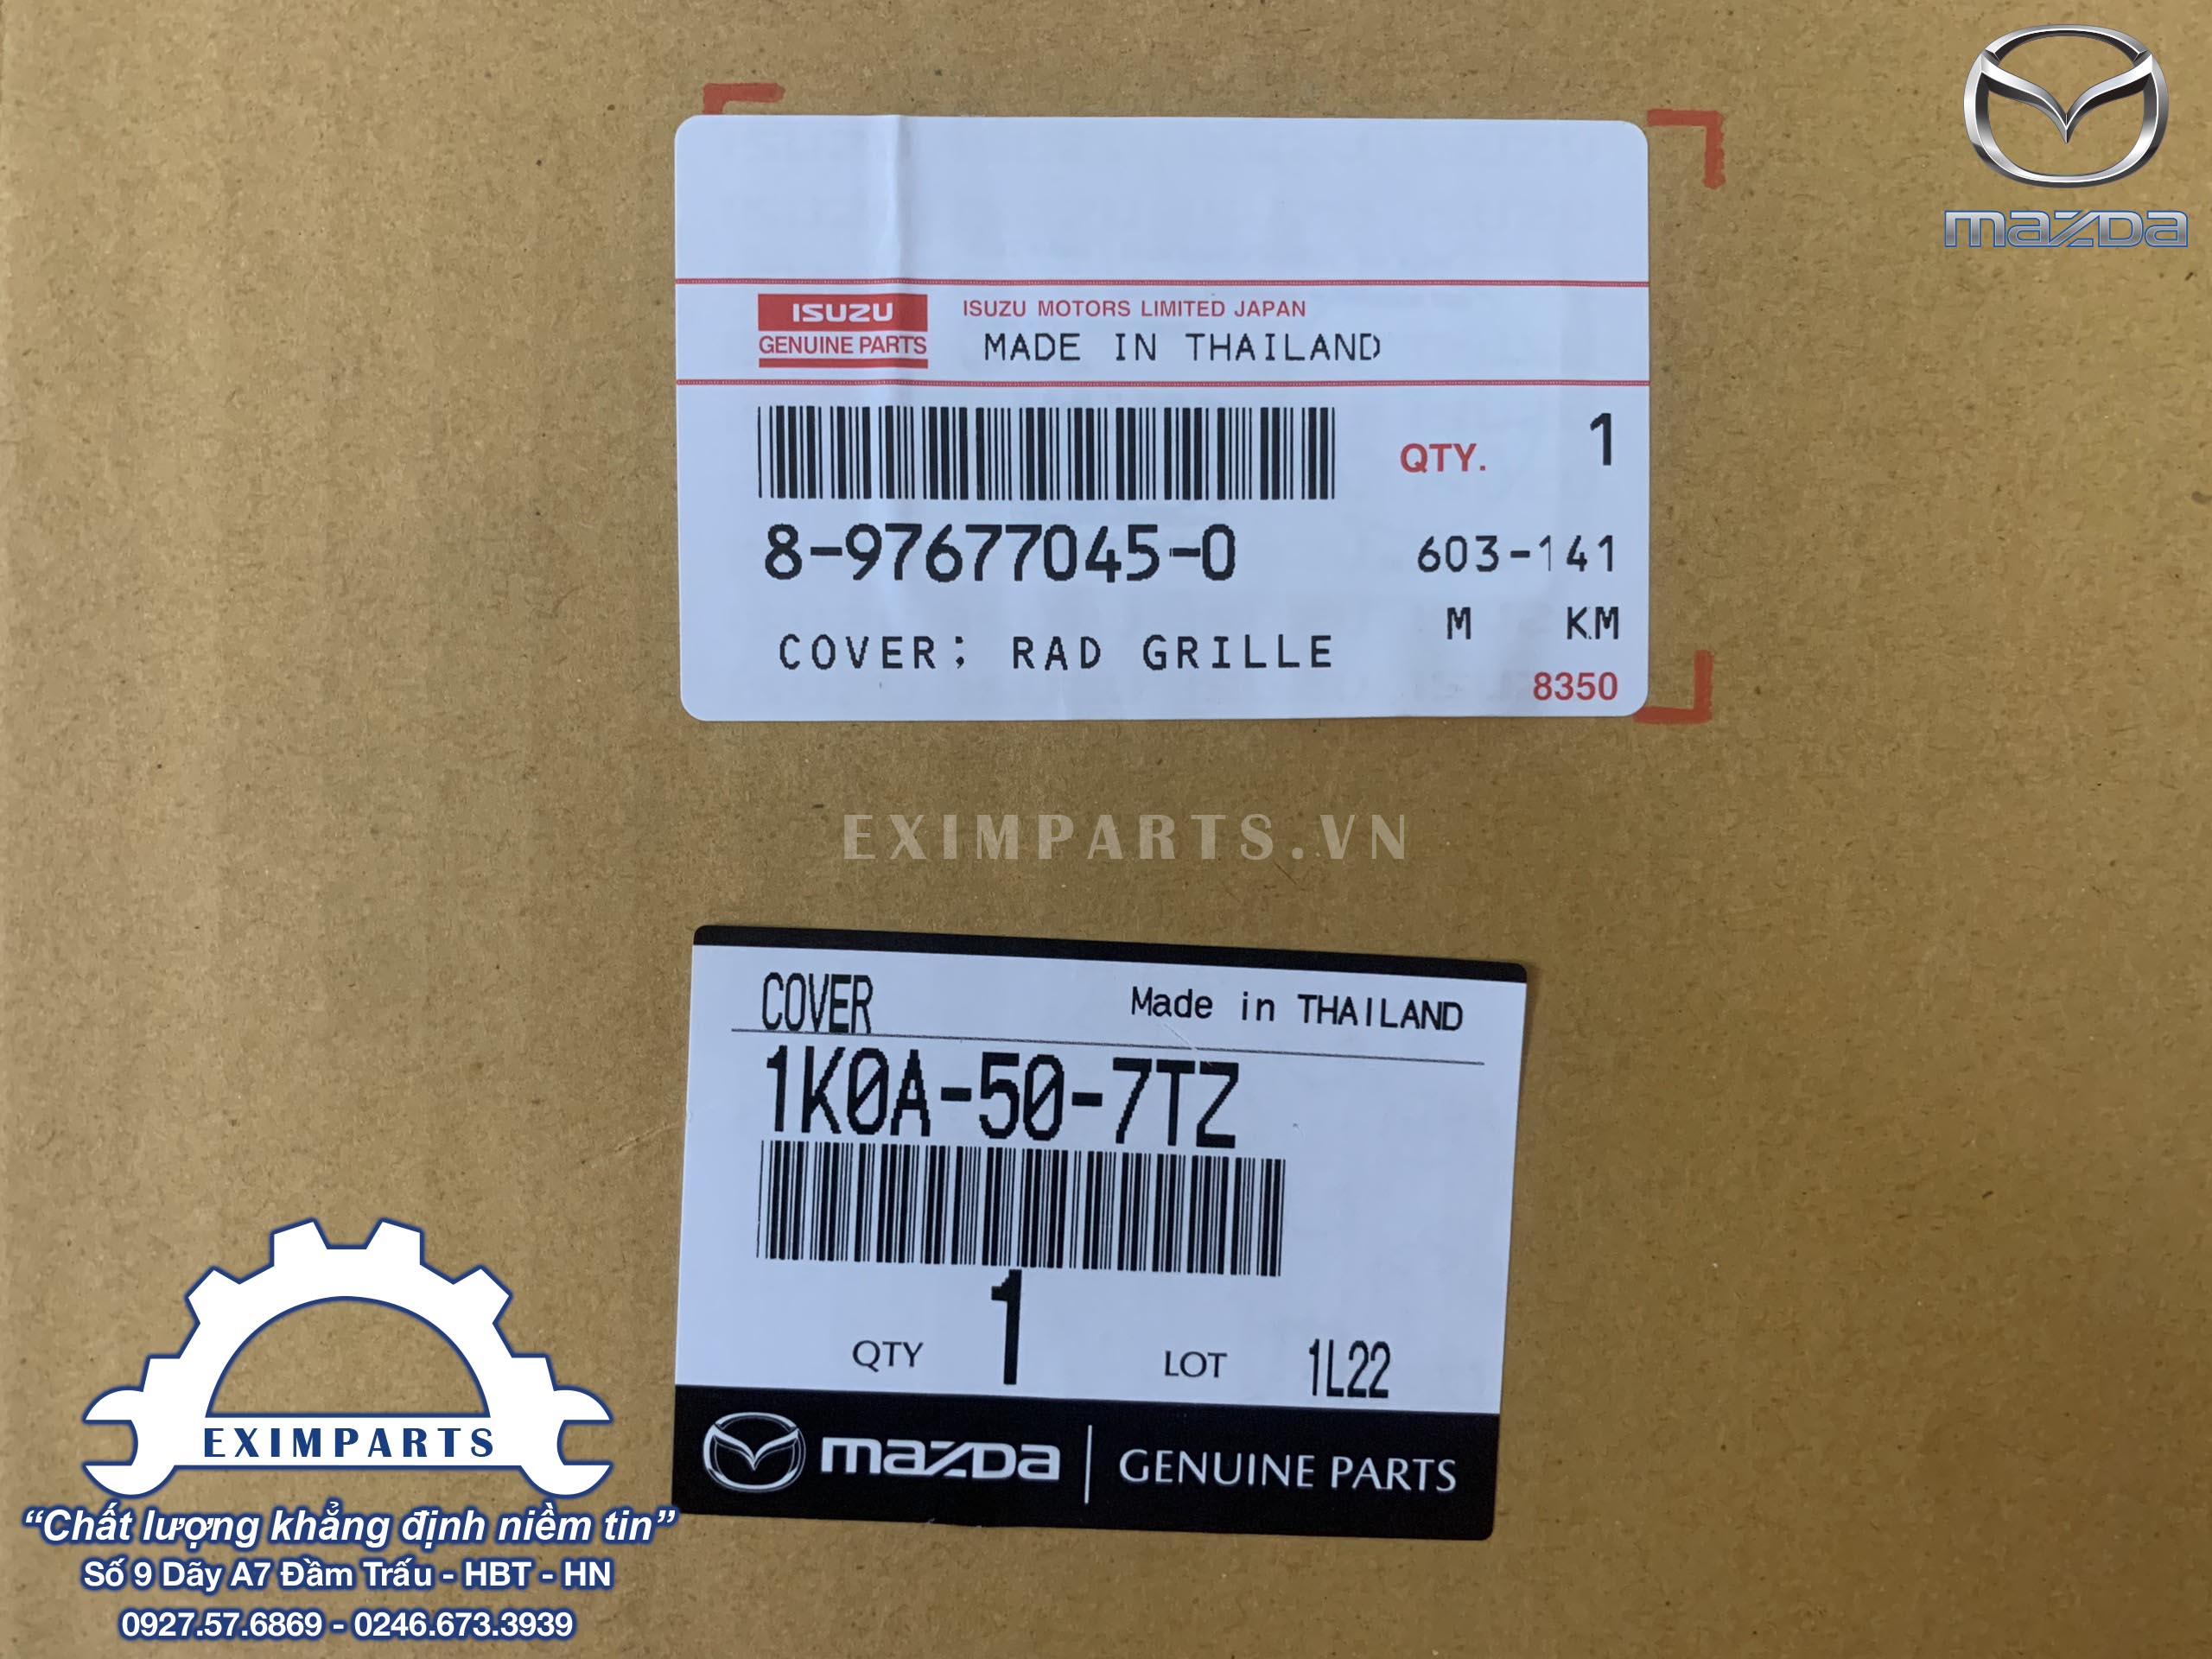 mazda
ISUZU
GENUINE PARTS
ISUZU MOTORS LIMITED JAPAN
MADE IN THAILAND
QTY. 1
8-97677045-0
603-141
M KM
COVER; RAD GRILLE
8350
EXIMPARTS.VN
COVER Made in THAILAND
1K0A-50-7TZ
QTY 1 LOT 1L22
mazda | GENUINE PARTS
EXIMPARTS
“Chất lượng khẳng định niềm tin”
Số 9 Dãy A7 Đầm Trấu - HBT - HN
0927.57.6869 - 0246.673.3939